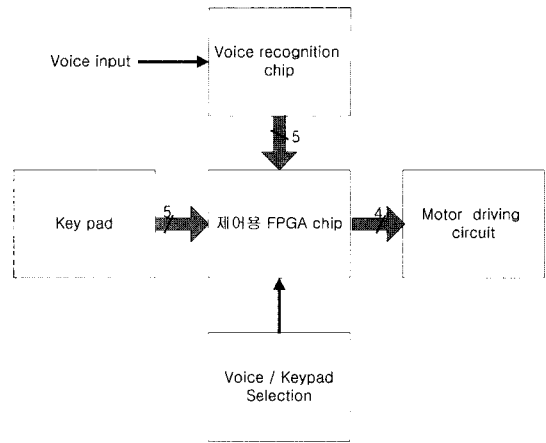 Voice input
Voice recognition
chip
5
Key pad
5
제어용 FPGA chip
4
Motor driving
circuit
Voice / Keypad
Selection